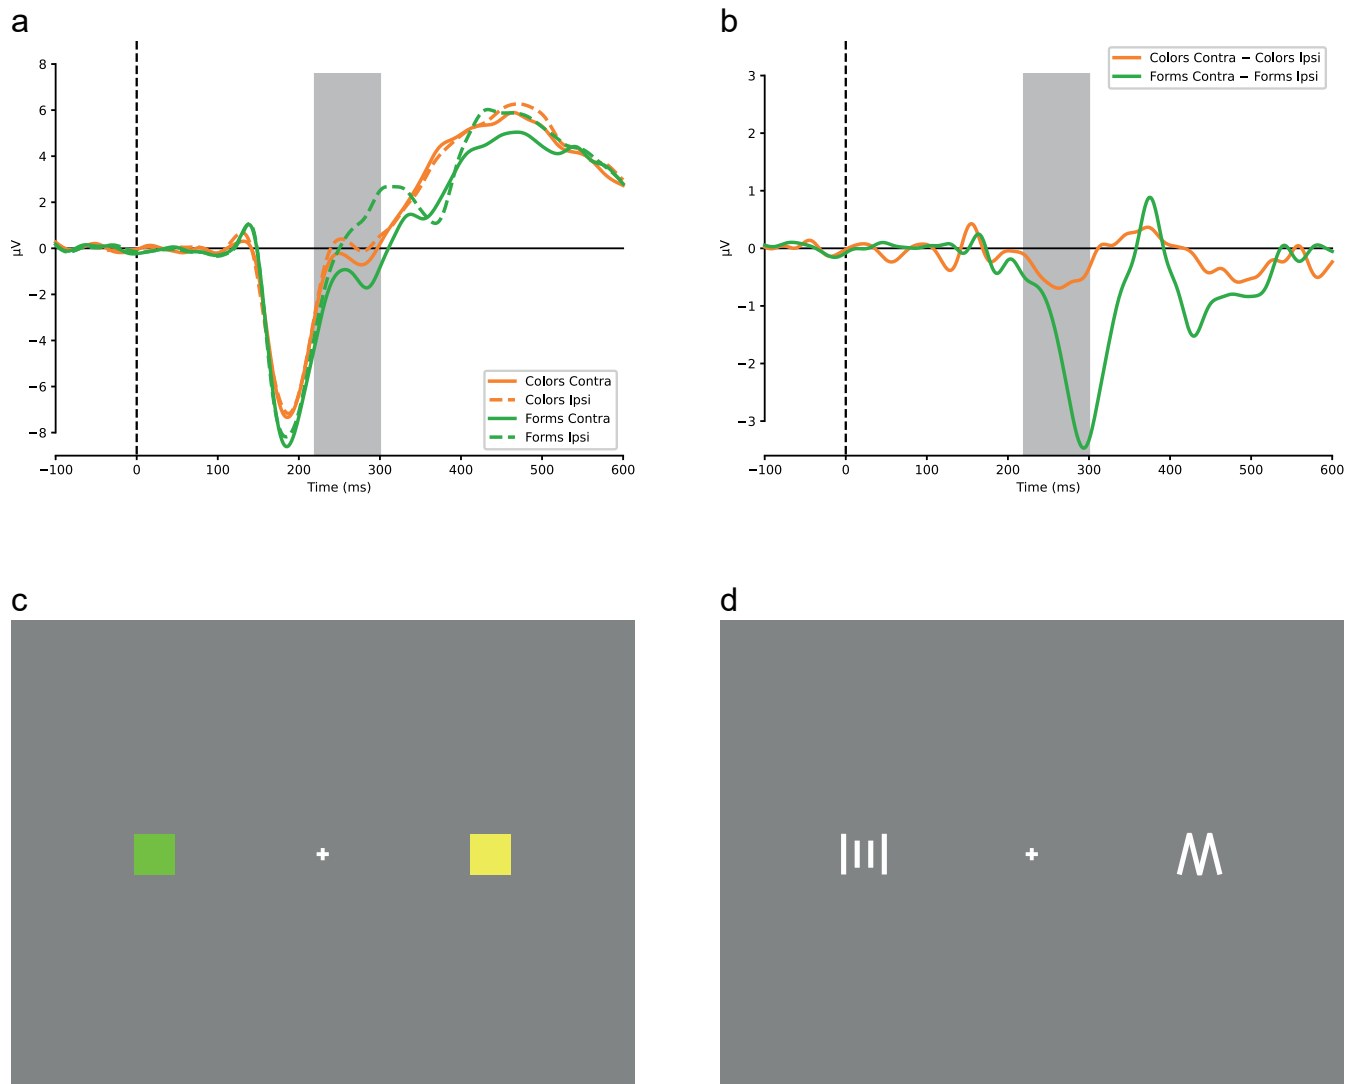 a
8
6
4
2
0
−2
−4
−6
−8
µV
−100 0 100 200 300 400 500 600
Time (ms)
Colors Contra
Colors Ipsi
Forms Contra
Forms Ipsi
b
3
2
1
0
−1
−2
−3
µV
−100 0 100 200 300 400 500 600
Time (ms)
Colors Contra − Colors Ipsi
Forms Contra − Forms Ipsi
c
d